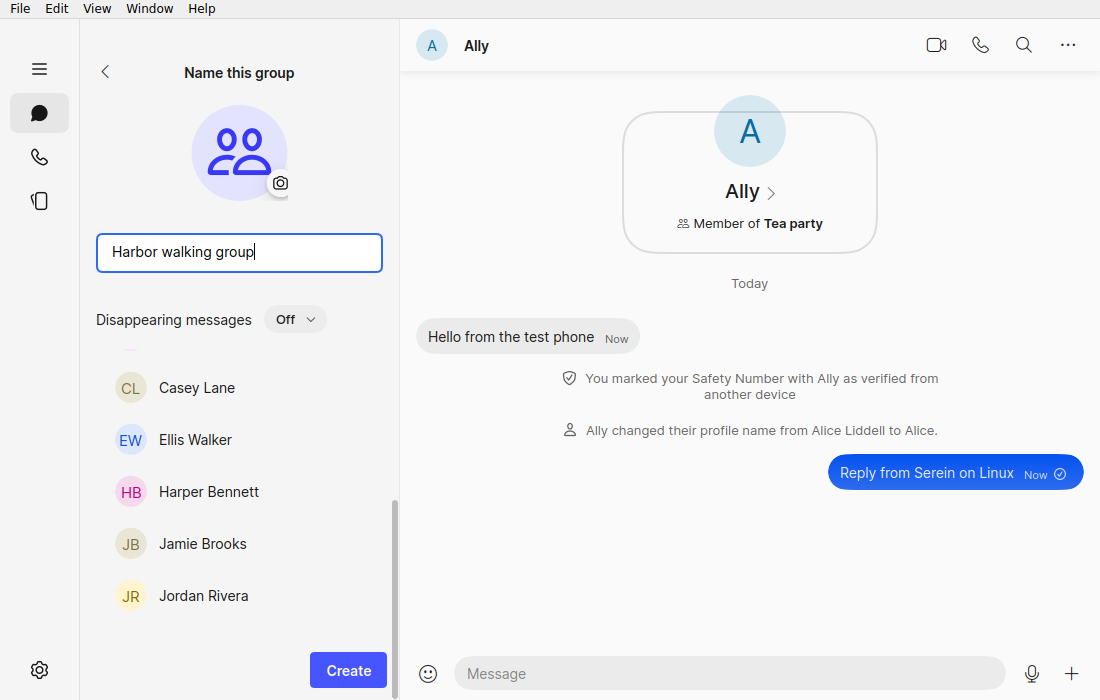 File Edit View Window Help
Name this group
Harbor walking group
Disappearing messages Off
CL Casey Lane
EW Ellis Walker
HB Harper Bennett
JB Jamie Brooks
JR Jordan Rivera
Create
A Ally
A
Ally
Member of Tea party
Today
Hello from the test phone Now
You marked your Safety Number with Ally as verified from
another device
Ally changed their profile name from Alice Liddell to Alice.
Reply from Serein on Linux Now
Message